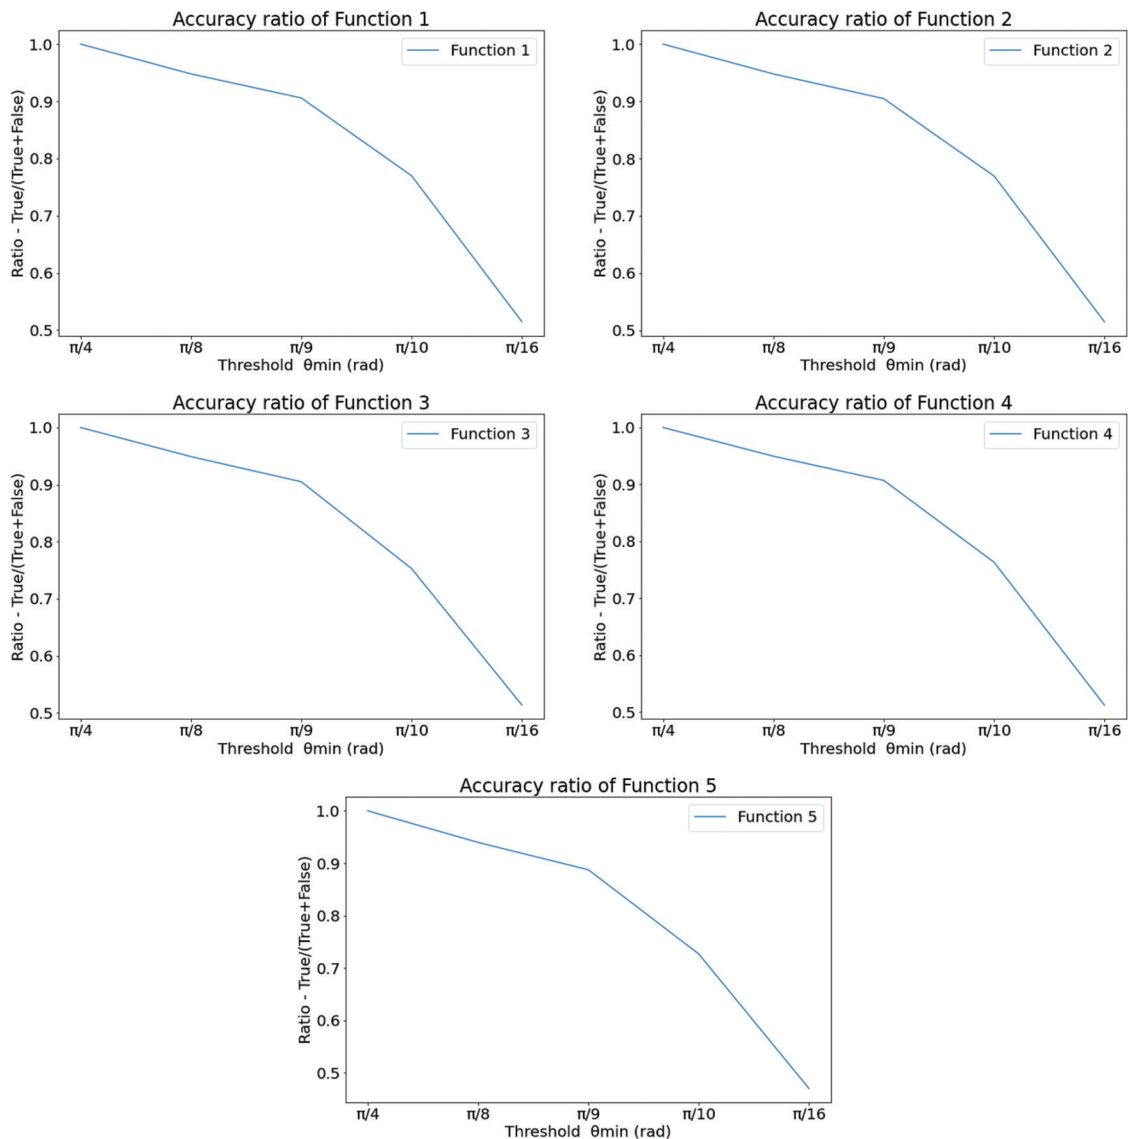 Accuracy ratio of Function 1
Function 1
Ratio - True/(True+False)
1.0
0.9
0.8
0.7
0.6
0.5
π/4 π/8 π/9 π/10 π/16
Threshold θmin (rad)
Accuracy ratio of Function 2
Function 2
Ratio - True/(True+False)
1.0
0.9
0.8
0.7
0.6
0.5
π/4 π/8 π/9 π/10 π/16
Threshold θmin (rad)
Accuracy ratio of Function 3
Function 3
Ratio - True/(True+False)
1.0
0.9
0.8
0.7
0.6
0.5
π/4 π/8 π/9 π/10 π/16
Threshold θmin (rad)
Accuracy ratio of Function 4
Function 4
Ratio - True/(True+False)
1.0
0.9
0.8
0.7
0.6
0.5
π/4 π/8 π/9 π/10 π/16
Threshold θmin (rad)
Accuracy ratio of Function 5
Function 5
Ratio - True/(True+False)
1.0
0.9
0.8
0.7
0.6
0.5
π/4 π/8 π/9 π/10 π/16
Threshold θmin (rad)